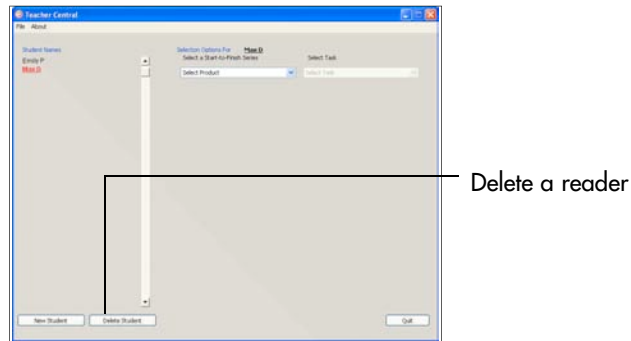 Teacher Central
File About
Student Names
Emily P
Max D
Selection Options For Max D
Select a Start-to-Finish Series
Select Task
Select Product
Select Task
Delete a reader
New Student
Delete Student
Quit